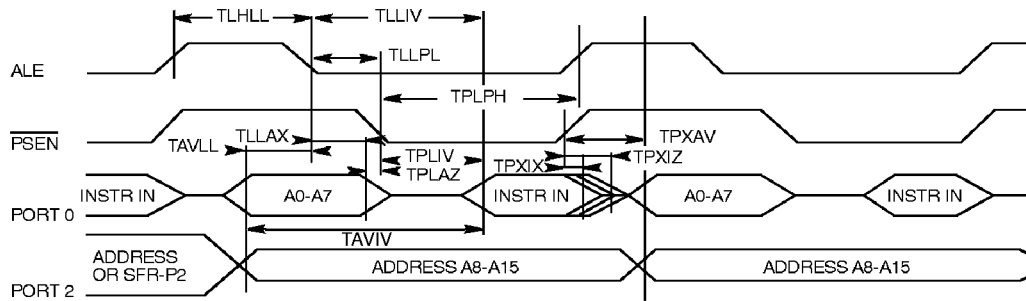 TLHLL TLLIV
ALE
TLLPL
TPLPH
PSEN
TLLAX
TPXAV
TAVLL
TPLIV
TPXIZ
TPLAZ
TPXIX
PORT 0
INSTR IN A0-A7 INSTR IN A0-A7 INSTR IN
TAVIV
PORT 2
ADDRESS
OR SFR-P2
ADDRESS A8-A15 ADDRESS A8-A15